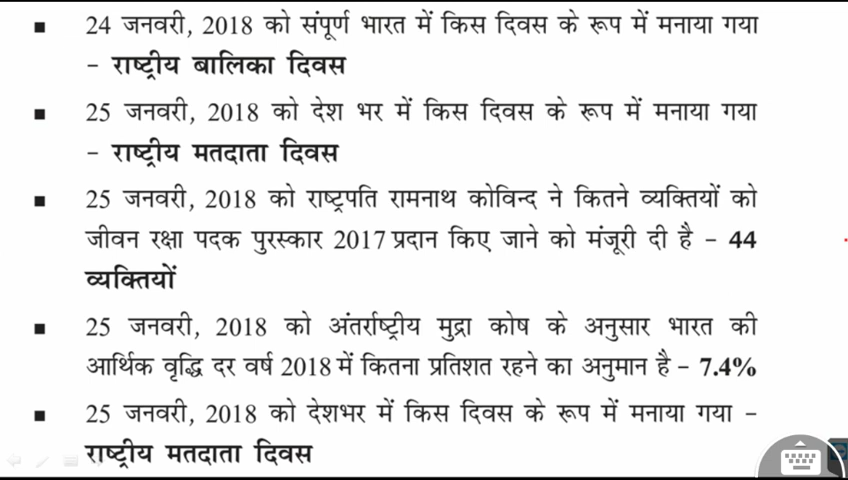 ▪ 24 जनवरी, 2018 को संपूर्ण भारत में किस दिवस के रूप में मनाया गया
– राष्ट्रीय बालिका दिवस
▪ 25 जनवरी, 2018 को देश भर में किस दिवस के रूप में मनाया गया
– राष्ट्रीय मतदाता दिवस
▪ 25 जनवरी, 2018 को राष्ट्रपति रामनाथ कोविन्द ने कितने व्यक्तियों को
जीवन रक्षा पदक पुरस्कार 2017 प्रदान किए जाने को मंजूरी दी है – 44
व्यक्तियों
▪ 25 जनवरी, 2018 को अंतर्राष्ट्रीय मुद्रा कोष के अनुसार भारत की
आर्थिक वृद्धि दर वर्ष 2018 में कितना प्रतिशत रहने का अनुमान है – 7.4%
▪ 25 जनवरी, 2018 को देशभर में किस दिवस के रूप में मनाया गया –
राष्ट्रीय मतदाता दिवस